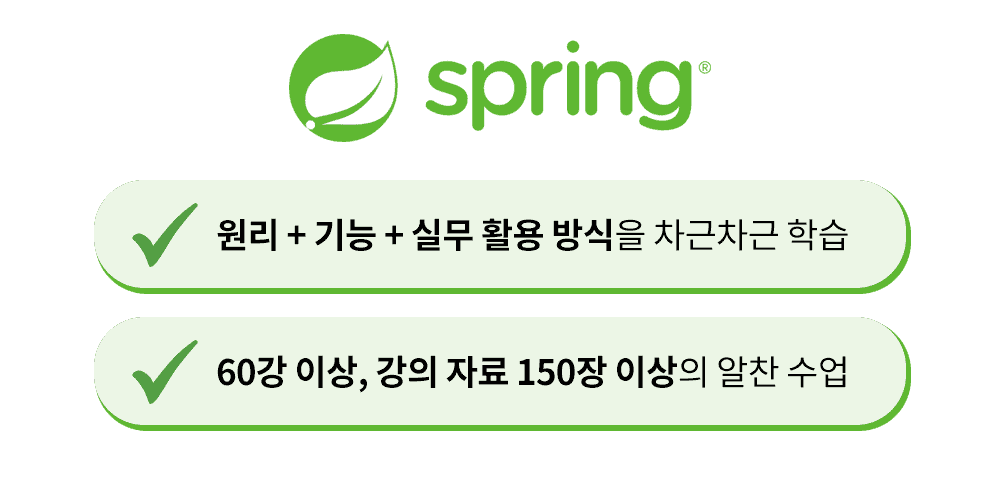 spring®
원리 + 기능 + 실무 활용 방식을 차근차근 학습
60강 이상, 강의 자료 150장 이상의 알찬 수업